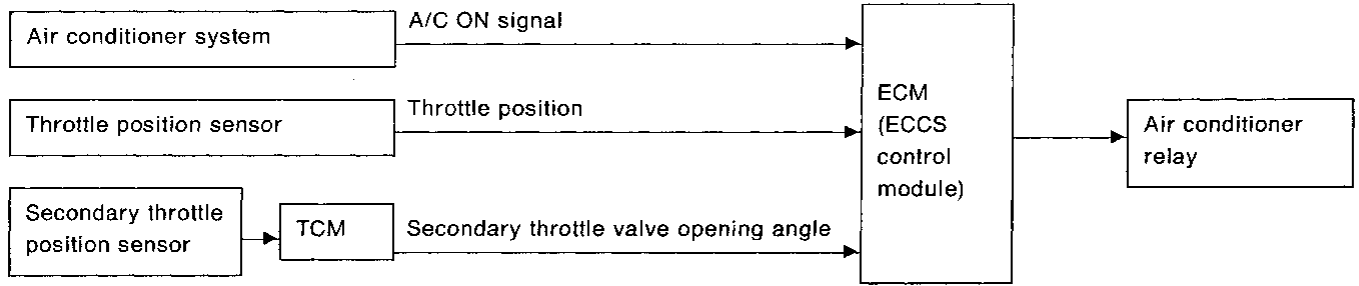 Air conditioner system
A/C ON signal
Throttle position sensor
Throttle position
Secondary throttle
position sensor
TCM
Secondary throttle valve opening angle
ECM
(ECCS
control
module)
Air conditioner
relay